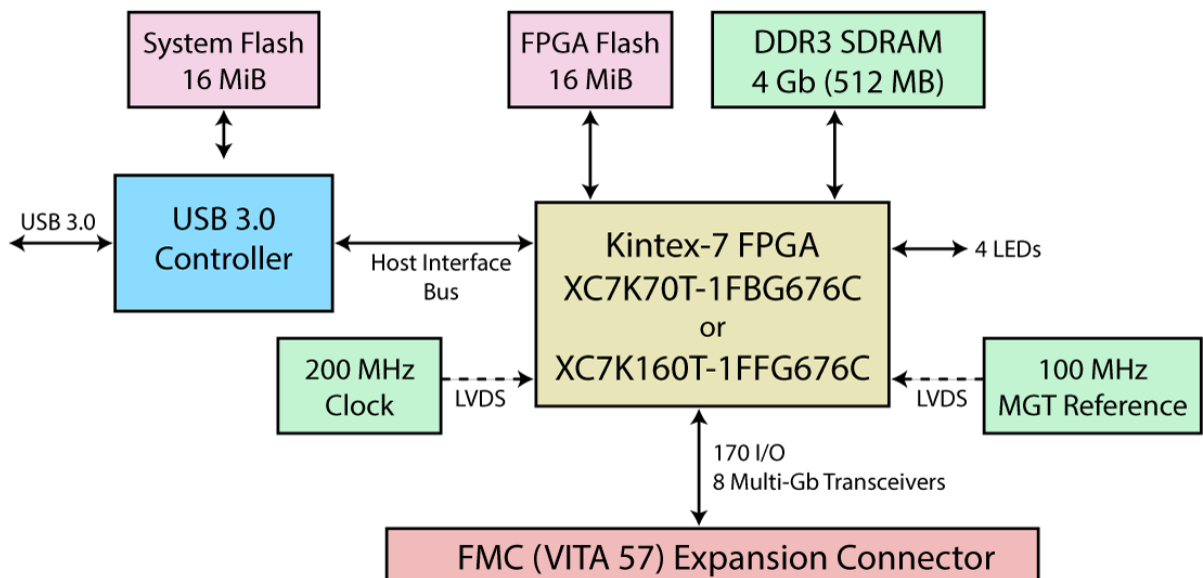 System Flash
16 MiB
FPGA Flash
16 MiB
DDR3 SDRAM
4 Gb (512 MB)
USB 3.0
USB 3.0
Controller
Host Interface
Bus
Kintex-7 FPGA
XC7K70T-1FBG676C
or
XC7K160T-1FFG676C
4 LEDs
200 MHz
Clock
LVDS
LVDS
100 MHz
MGT Reference
170 I/O
8 Multi-Gb Transceivers
FMC (VITA 57) Expansion Connector